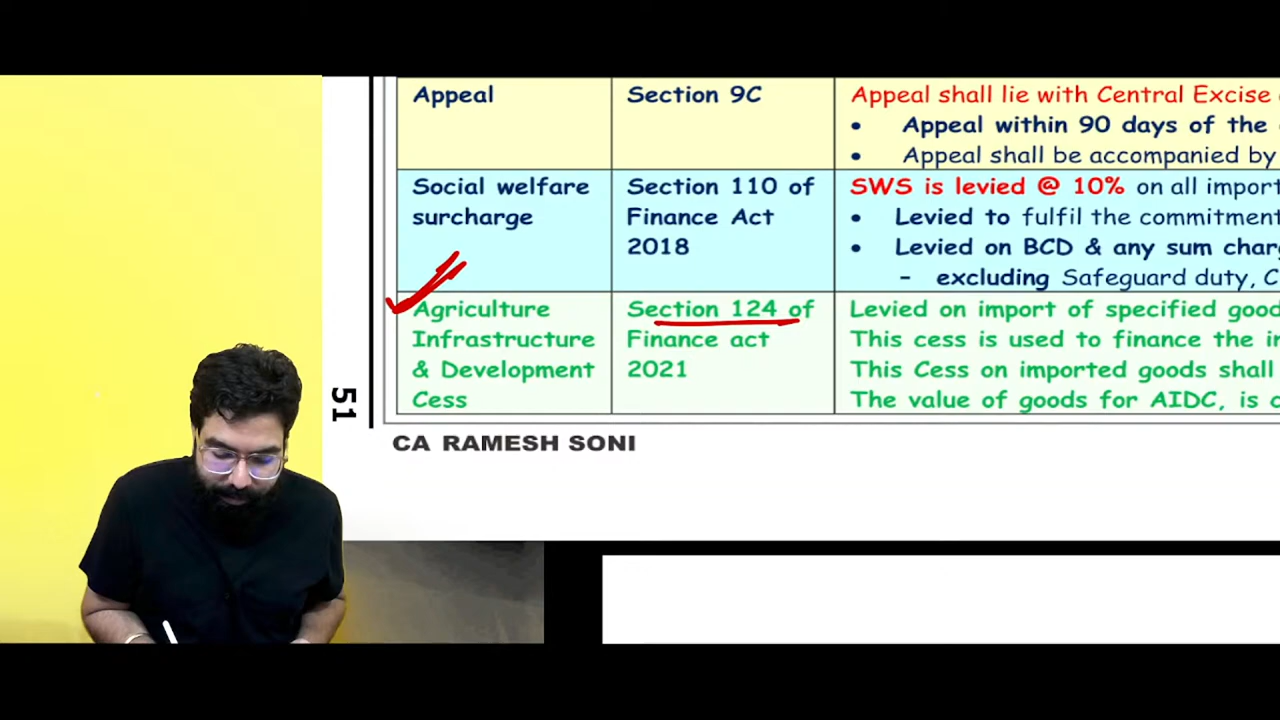 Appeal
Section 9C
Appeal shall lie with Central Excise
• Appeal within 90 days of the
• Appeal shall be accompanied by
Social welfare
surcharge
Section 110 of
Finance Act
2018
SWS is levied @ 10% on all import
• Levied to fulfil the commitment
• Levied on BCD & any sum charg
– excluding Safeguard duty, C
Agriculture
Infrastructure
& Development
Cess
Section 124 of
Finance act
2021
Levied on import of specified good
This cess is used to finance the in
This Cess on imported goods shall
The value of goods for AIDC, is c
51
CA RAMESH SONI